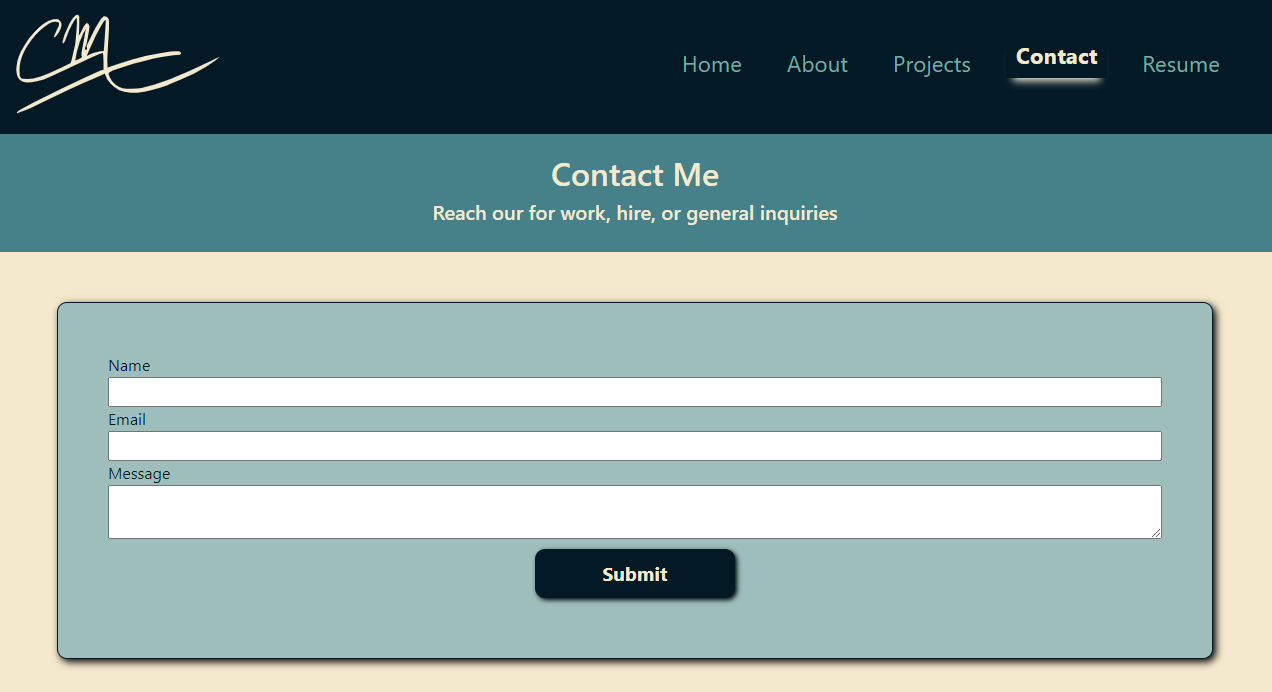 CM
Home About Projects Contact Resume
Contact Me
Reach our for work, hire, or general inquiries
Name
Email
Message
Submit